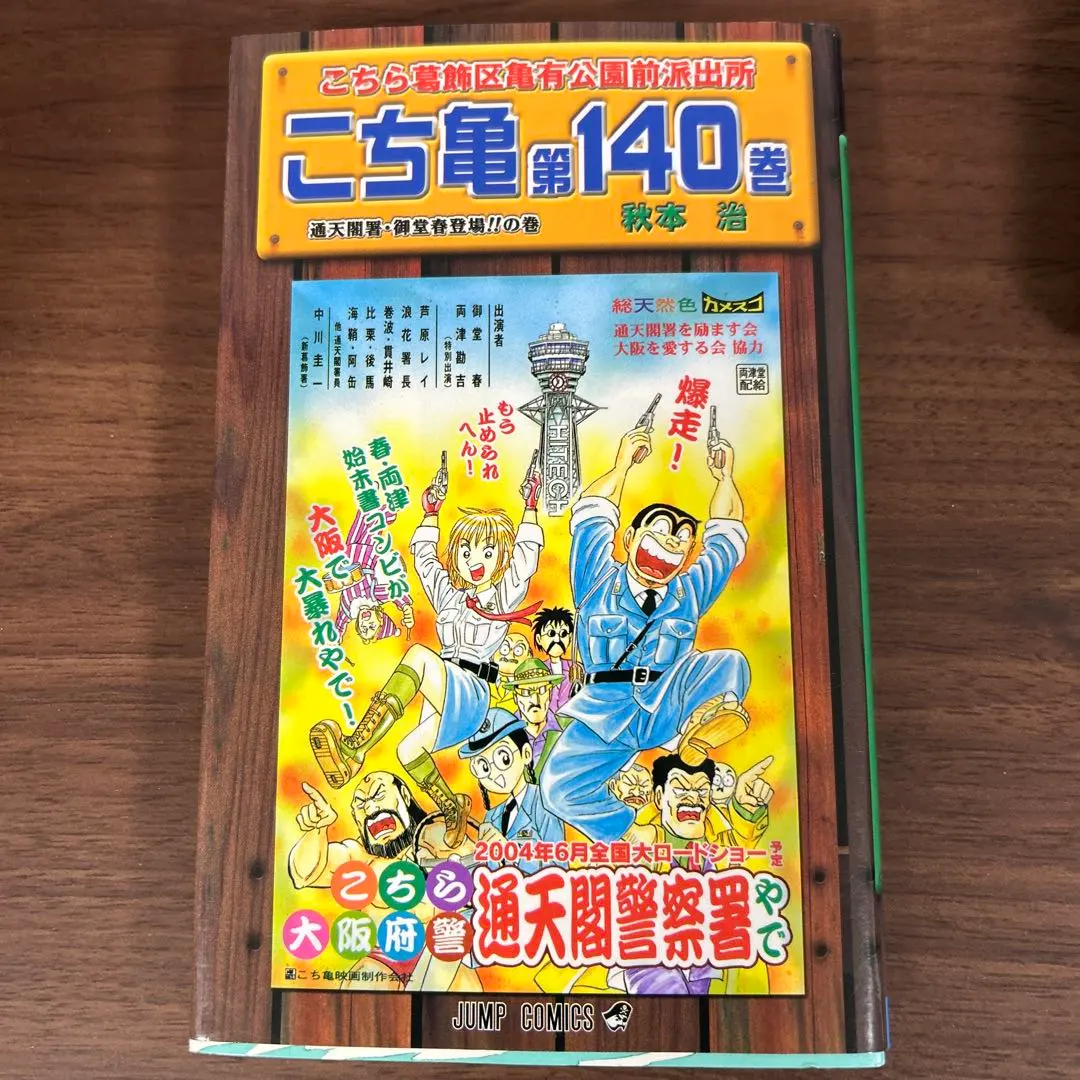 こちら葛飾区亀有公園前派出所
こち亀第140巻
通天閣署・御堂春登場!!の巻
秋本 治
総天然色 カメスコ
通天閣署を励ます会
大阪を愛する会 協力
両津堂
配給
出演者
御堂 春
両津勘吉
(特別出演)
芦原レイ
浪花署長
巻波・貫井崎
比栗・後馬
海鞘・阿缶
他 通天閣署員
中川圭一
(新葛飾署)
爆走!
もう
止められ
へん!
春・両津
始末書コンビが
大阪で
大暴れやで!
HITECH
2004年6月全国大ロードショー予定
こちら
大阪府警
通天閣警察署やで
こち亀映画制作会社
JUMP COMICS